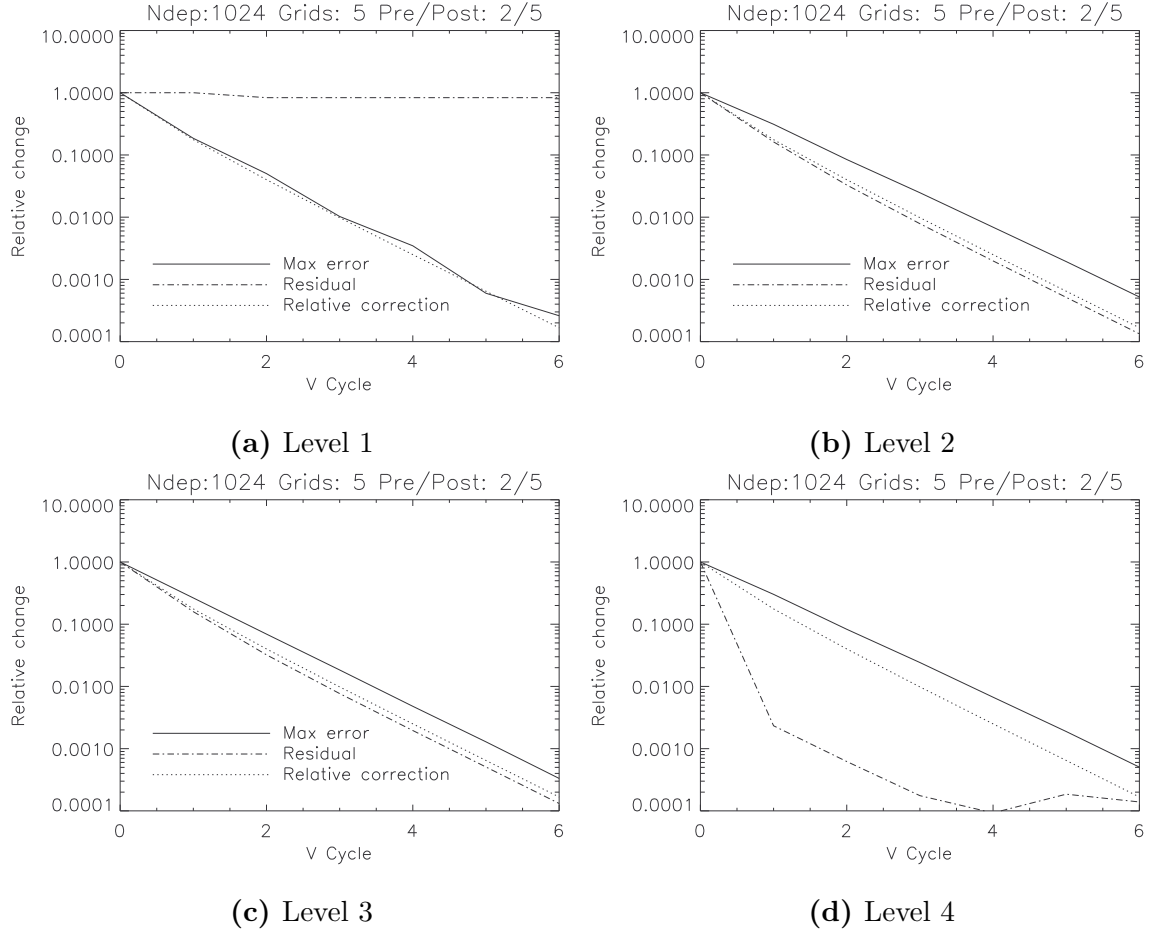 Ndep:1024 Grids: 5 Pre/Post: 2/5
10.0000
1.0000
0.1000
0.0100
0.0010
0.0001
Relative change
Max error
Residual
Relative correction
0 2 4 6
V Cycle
(a) Level 1
Ndep:1024 Grids: 5 Pre/Post: 2/5
10.0000
1.0000
0.1000
0.0100
0.0010
0.0001
Relative change
Max error
Residual
Relative correction
0 2 4 6
V Cycle
(b) Level 2
Ndep:1024 Grids: 5 Pre/Post: 2/5
10.0000
1.0000
0.1000
0.0100
0.0010
0.0001
Relative change
Max error
Residual
Relative correction
0 2 4 6
V Cycle
(c) Level 3
Ndep:1024 Grids: 5 Pre/Post: 2/5
10.0000
1.0000
0.1000
0.0100
0.0010
0.0001
Relative change
0 2 4 6
V Cycle
(d) Level 4